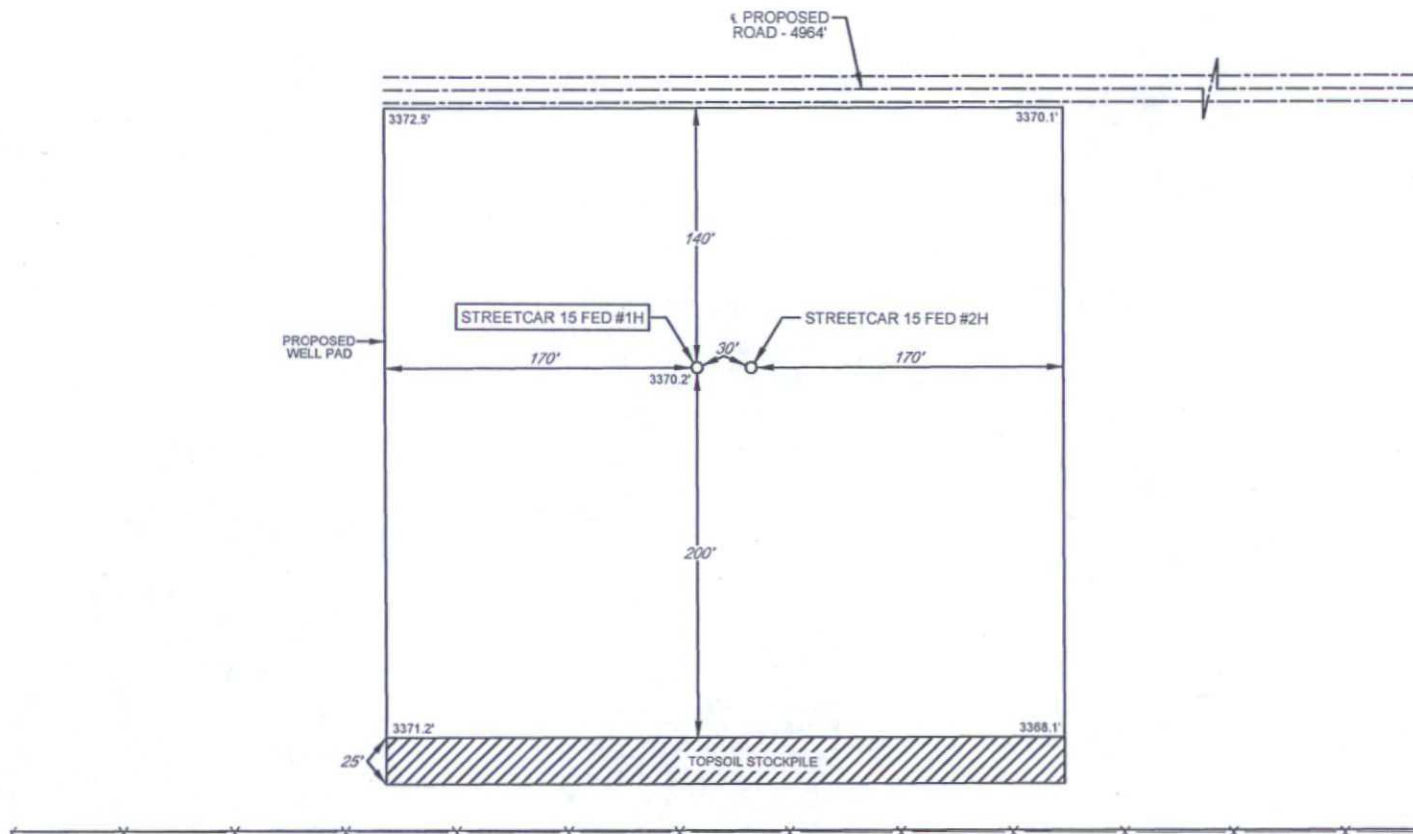 ℄ PROPOSED
ROAD - 4964'
3372.5'
3370.1'
140'
STREETCAR 15 FED #1H
STREETCAR 15 FED #2H
PROPOSED
WELL PAD
30'
170'
170'
3370.2'
200'
3371.2'
3368.1'
25'
TOPSOIL STOCKPILE